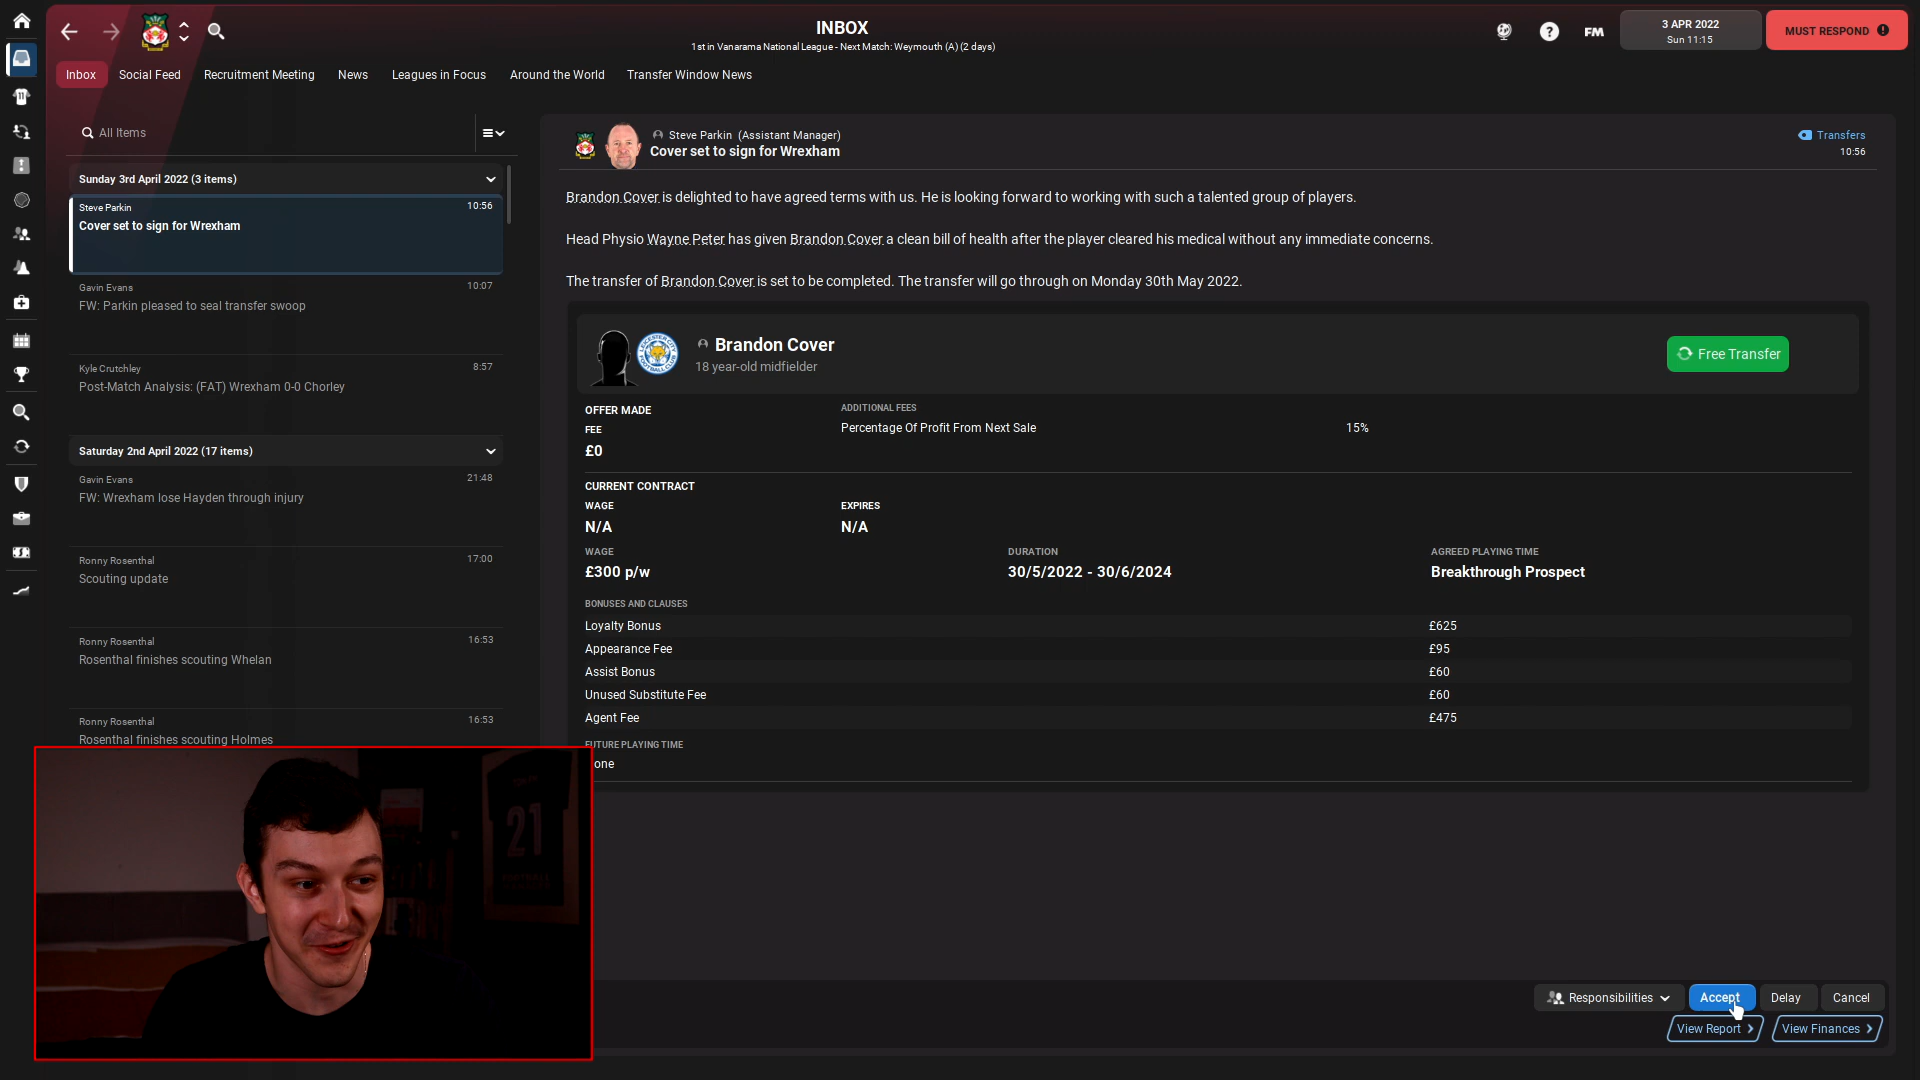 INBOX
1st in Vanarama National League - Next Match: Weymouth (A) (2 days)
FM
3 APR 2022
Sun 11:15
MUST RESPOND
Inbox
Social Feed
Recruitment Meeting
News
Leagues in Focus
Around the World
Transfer Window News
All Items
Sunday 3rd April 2022 (3 items)
Steve Parkin 10:56
Cover set to sign for Wrexham
Gavin Evans 10:07
FW: Parkin pleased to seal transfer swoop
Kyle Crutchley 8:57
Post-Match Analysis: (FAT) Wrexham 0-0 Chorley
Saturday 2nd April 2022 (17 items)
Gavin Evans 21:48
FW: Wrexham lose Hayden through injury
Ronny Rosenthal 17:00
Scouting update
Ronny Rosenthal 16:53
Rosenthal finishes scouting Whelan
Ronny Rosenthal 16:53
Rosenthal finishes scouting Holmes
Steve Parkin (Assistant Manager)
Cover set to sign for Wrexham
Transfers
10:56
Brandon Cover is delighted to have agreed terms with us. He is looking forward to working with such a talented group of players.
Head Physio Wayne Peter has given Brandon Cover a clean bill of health after the player cleared his medical without any immediate concerns.
The transfer of Brandon Cover is set to be completed. The transfer will go through on Monday 30th May 2022.
Brandon Cover
18 year-old midfielder
Free Transfer
OFFER MADE
FEE
£0
ADDITIONAL FEES
Percentage Of Profit From Next Sale 15%
CURRENT CONTRACT
WAGE EXPIRES
N/A N/A
WAGE DURATION AGREED PLAYING TIME
£300 p/w 30/5/2022 - 30/6/2024 Breakthrough Prospect
BONUSES AND CLAUSES
Loyalty Bonus £625
Appearance Fee £95
Assist Bonus £60
Unused Substitute Fee £60
Agent Fee £475
FUTURE PLAYING TIME
one
21
Responsibilities
Accept
Delay
Cancel
View Report
View Finances